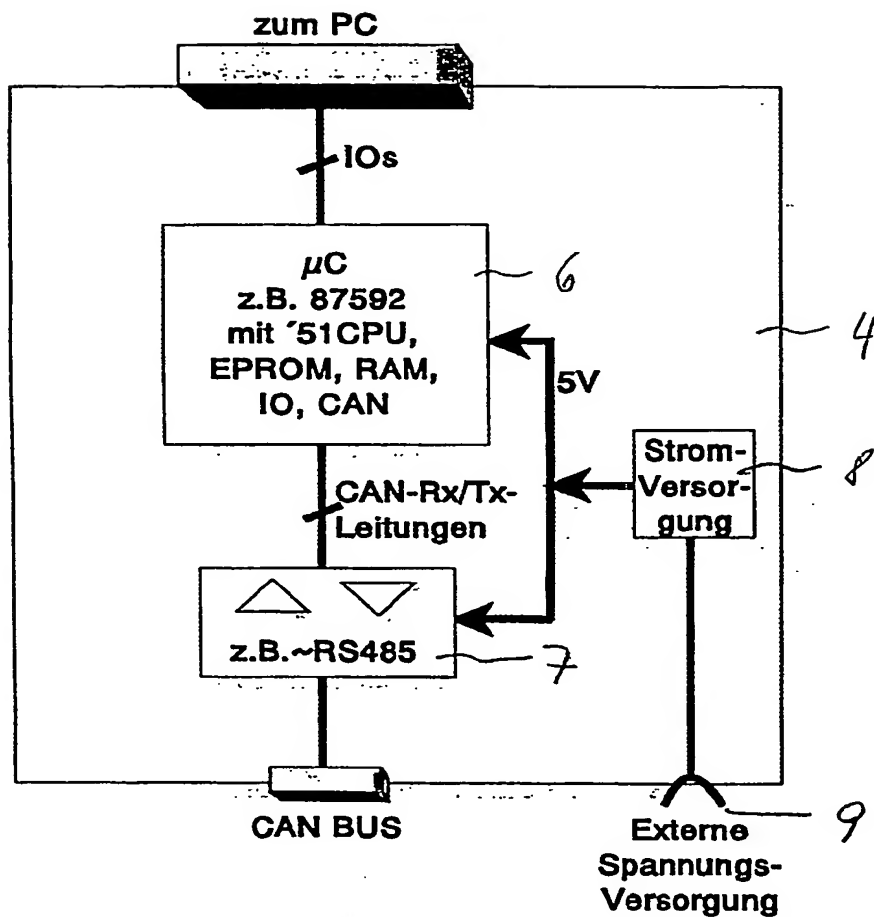 zum PC
IOs
µC
z.B. 87592
mit ´51CPU,
EPROM, RAM,
IO, CAN
6
4
5V
Strom-
Versor-
gung
8
CAN-Rx/Tx-
Leitungen
z.B.~RS485
7
CAN BUS
9
Externe
Spannungs-
Versorgung